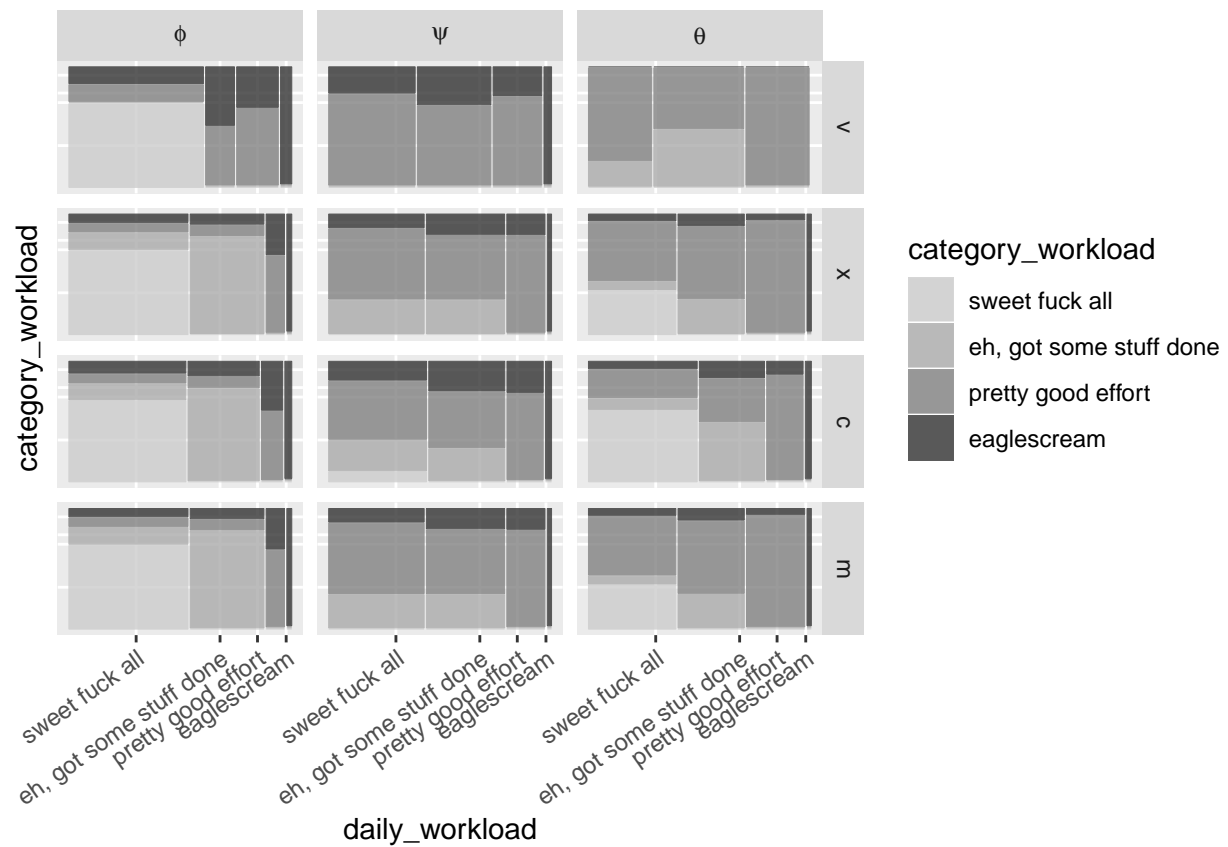 ϕ
ψ
θ
v
x
c
m
category_workload
sweet fuck all
eh, got some stuff done
pretty good effort
eaglescream
sweet fuck all
eh, got some stuff done
pretty good effort
eaglescream
sweet fuck all
eh, got some stuff done
pretty good effort
eaglescream
daily_workload
category_workload
sweet fuck all
eh, got some stuff done
pretty good effort
eaglescream